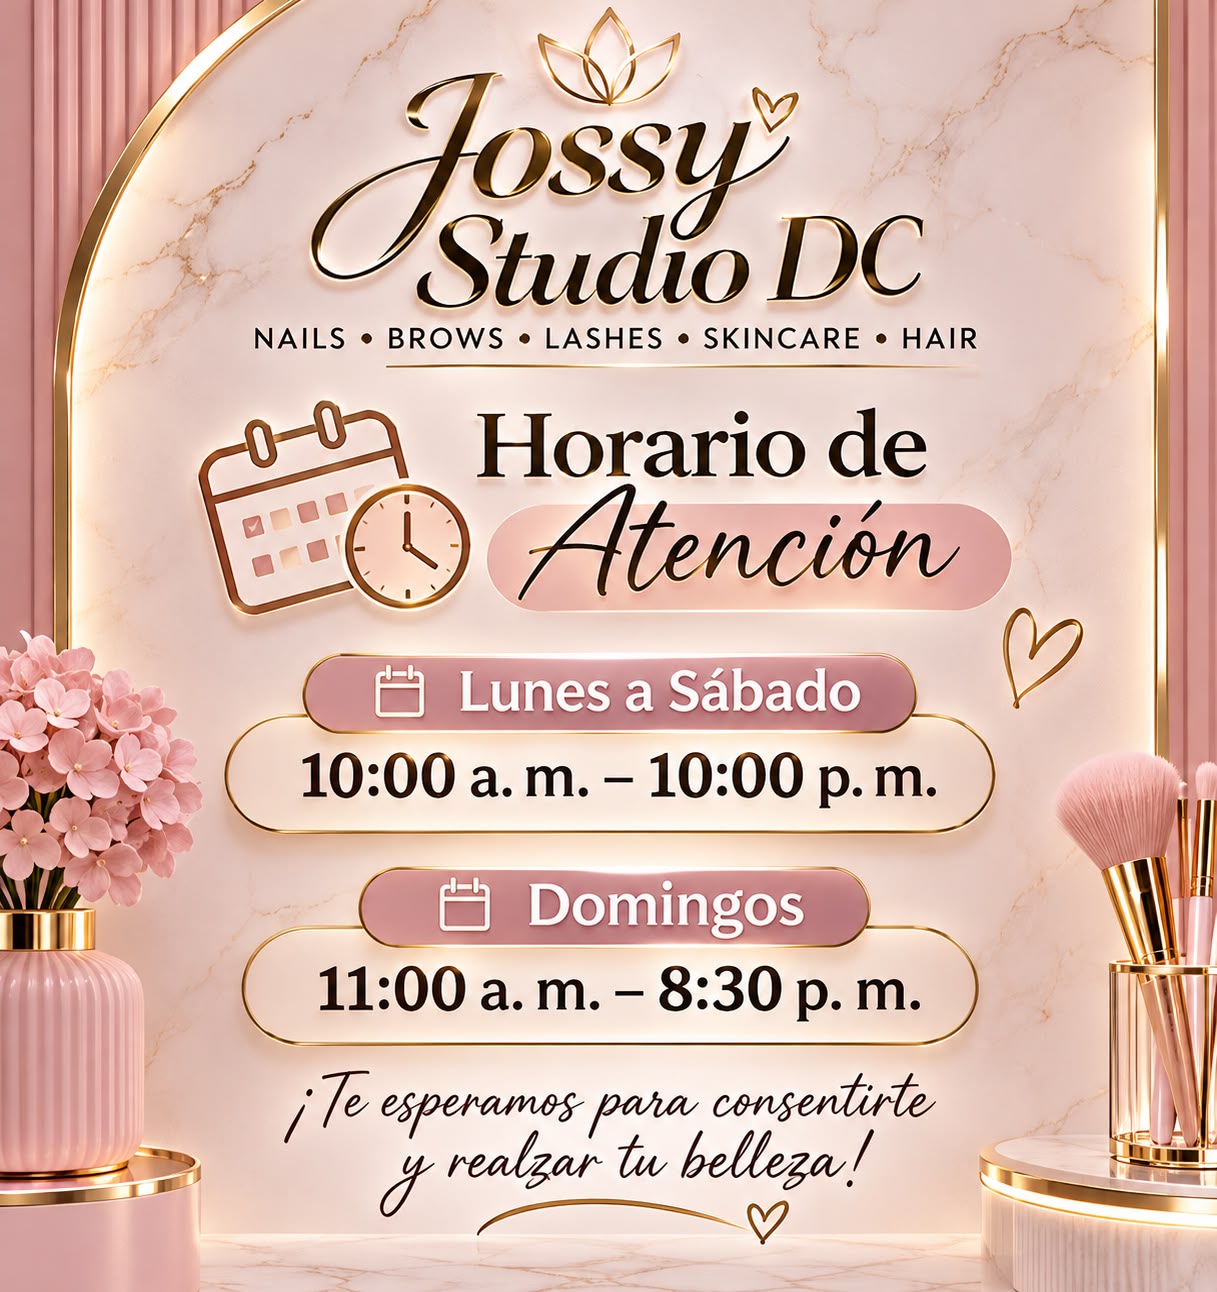 Jossy
Studio DC
NAILS • BROWS • LASHES • SKINCARE • HAIR
Horario de
Atención
Lunes a Sábado
10:00 a. m. – 10:00 p. m.
Domingos
11:00 a. m. – 8:30 p. m.
¡Te esperamos para consentirte
y realzar tu belleza!